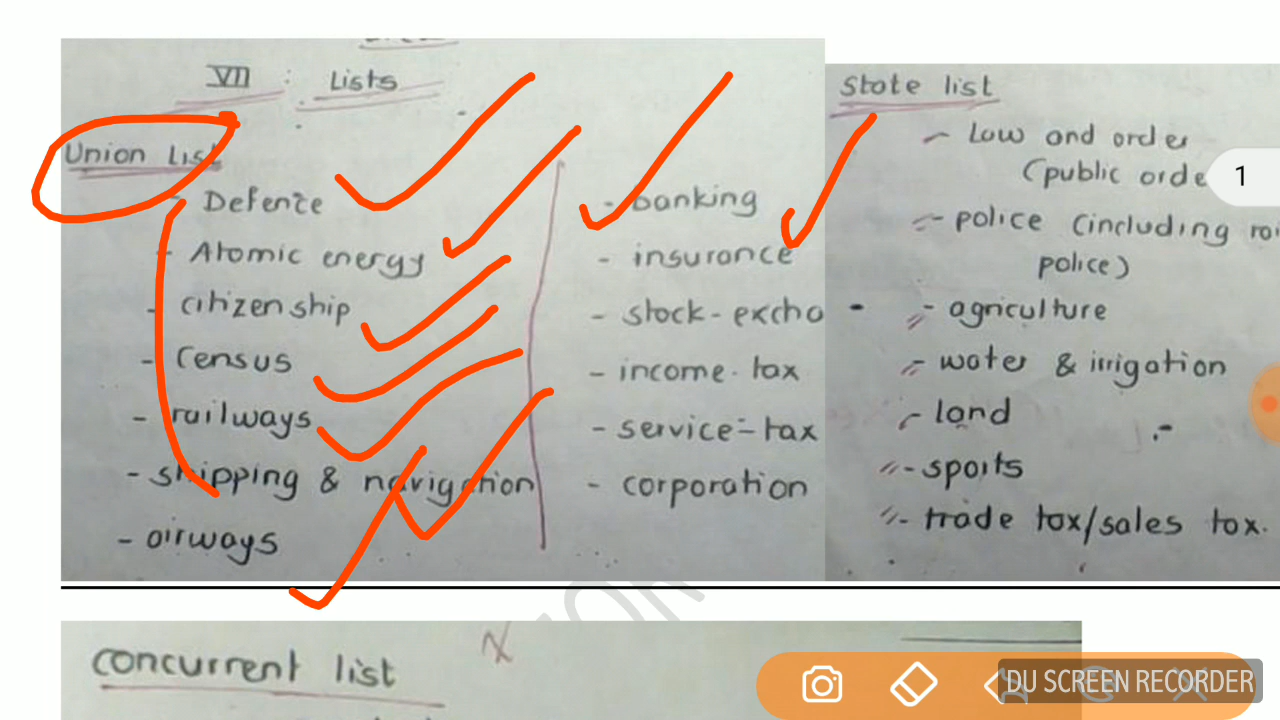 VII : Lists
Union List
- Defence
- Atomic energy
- citizenship
- Census
- railways
- shipping & navigation
- airways
- banking
- insurance
- stock-excha
- income-tax
- service-tax
- corporation
State list
- Law and order
(public orde
- police (including rai
police)
- agriculture
- water & irrigation
- land
- sports
- trade tax/sales tax.
1
concurrent list
DU SCREEN RECORDER